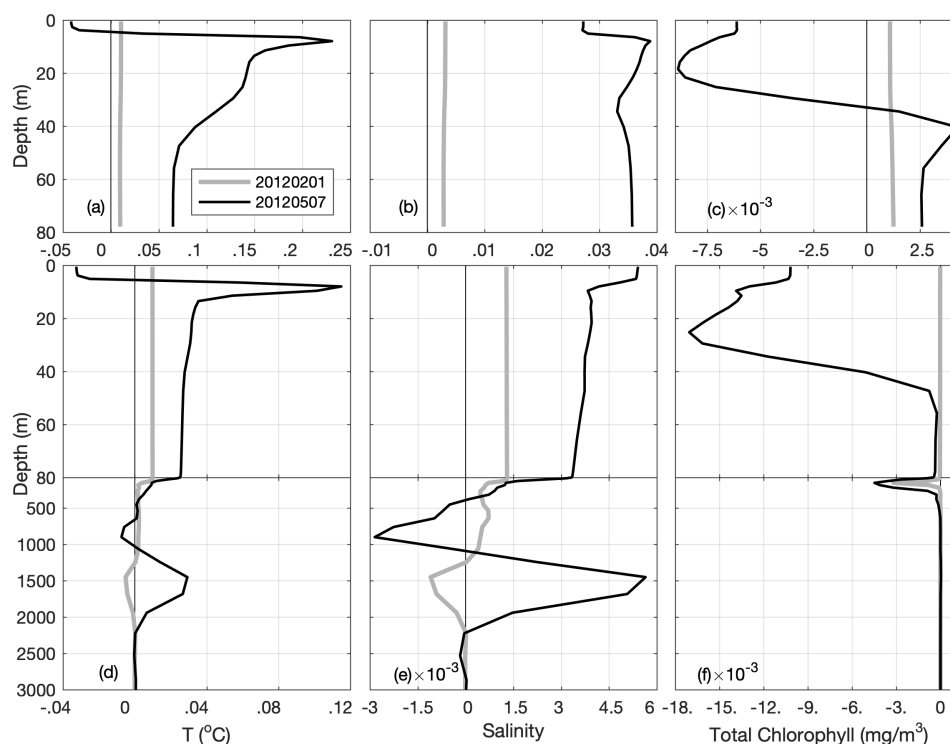 0
20
40
60
80
Depth (m)
(a)
20120201
20120507
-.05 0 .05 .1 .15 .2 .25
(b)
-.01 0 .01 .02 .03 .04
(c)×10-3
-7.5 -5 -2.5 0 2.5
0
20
40
60
80
500
1000
1500
2000
2500
3000
Depth (m)
(d)
-.04 0 .04 .08 .12
T (oC)
(e)×10-3
-3 -1.5 0 1.5 3 4.5 6
Salinity
(f)×10-3
-18. -15. -12. -9. -6. -3. 0
Total Chlorophyll (mg/m3)